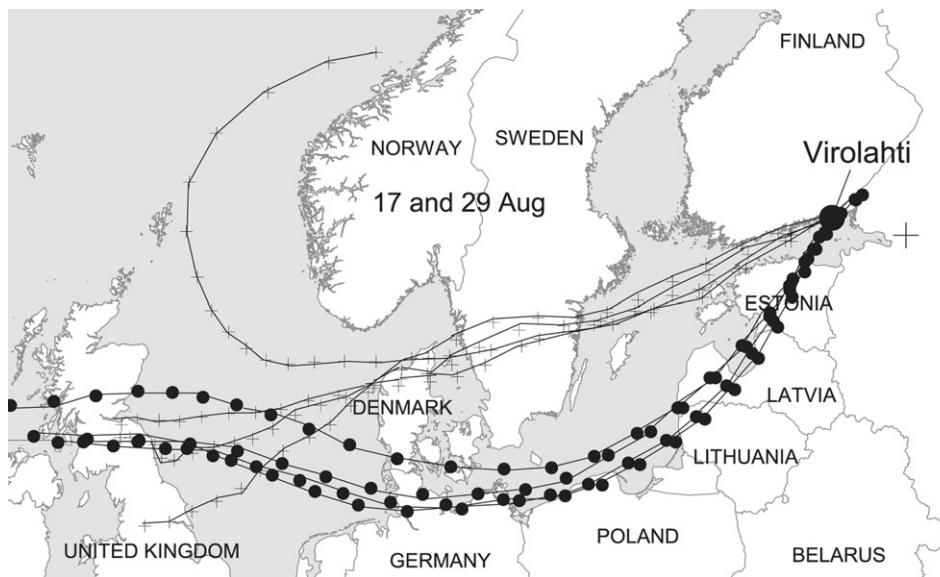 FINLAND
NORWAY
SWEDEN
Virolahti
17 and 29 Aug
ESTONIA
DENMARK
LATVIA
LITHUANIA
UNITED KINGDOM
GERMANY
POLAND
BELARUS